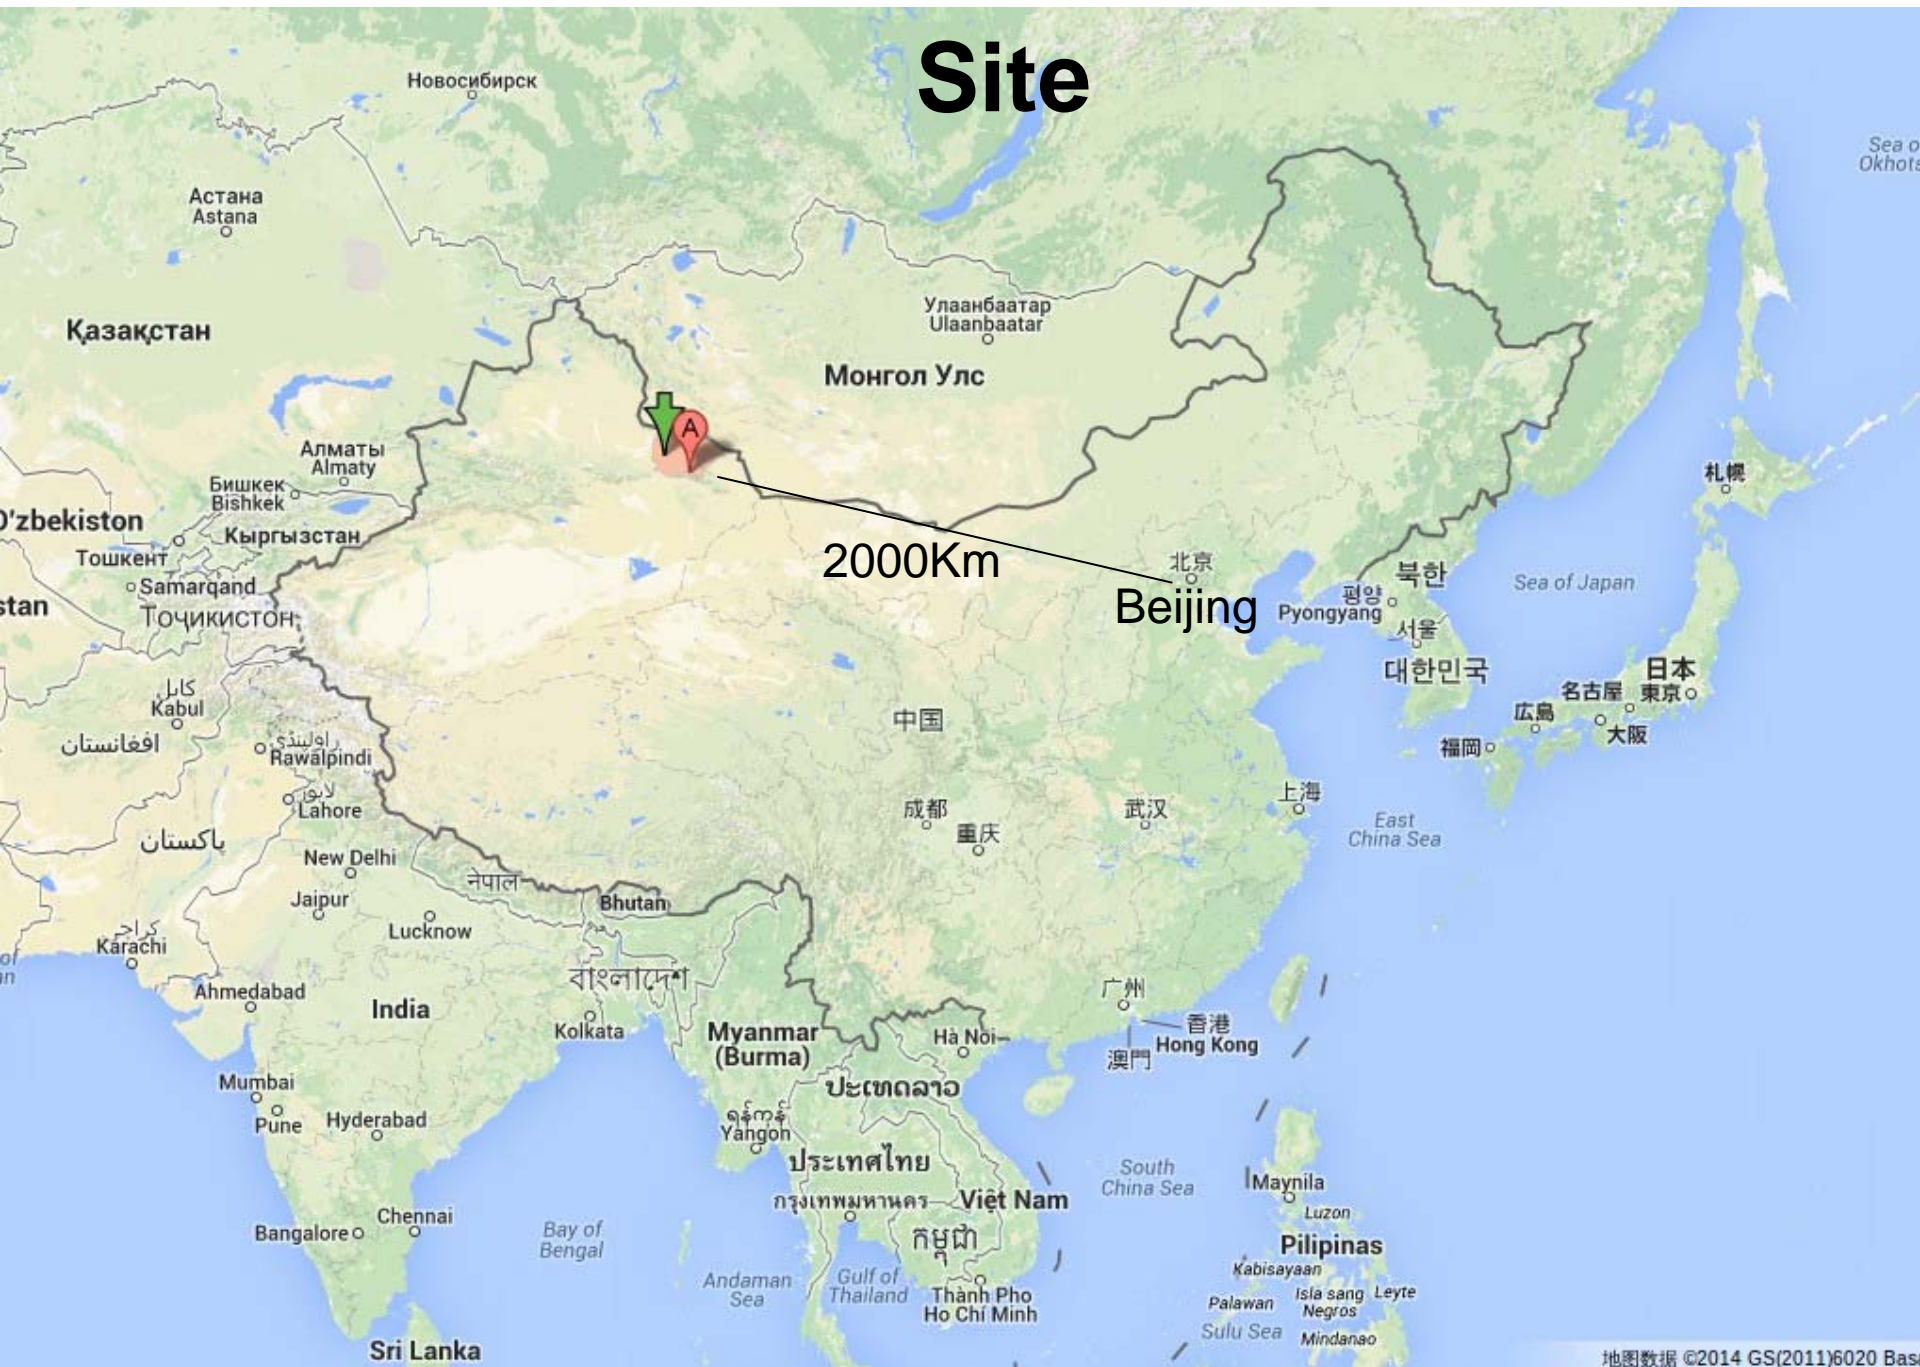 Site
Новосибирск
Sea o
Okhots
Астана
Astana
Улаанбаатар
Ulaanbaatar
Қазақстан
Монгол Улс
A
Алматы
Almaty
Бишкек
Bishkek
札幌
O'zbekiston
Кыргызстан
Тошкент
2000Km
北京
북한
Sea of Japan
Samarqand
Beijing
평양
Pyongyang
stan
Тоҷикистон
서울
대한민국
日本
名古屋
東京
کابل
Kabul
中国
広島
افغانستان
راولپنڈی
Rawalpindi
福岡
大阪
لاہور
Lahore
成都
武汉
上海
重庆
East
China Sea
پاکستان
New Delhi
नेपाल
Jaipur
Bhutan
Lucknow
کراچی
Karachi
of
an
বাংলাদেশ
Ahmedabad
广州
India
Kolkata
Myanmar
(Burma)
Hà Nội
香港
Hong Kong
澳門
Mumbai
ປະເທດລາວ
Pune
Hyderabad
ရန်ကုန်
Yangon
ประเทศไทย
South
China Sea
Maynila
กรุงเทพมหานคร
Việt Nam
Luzon
Bangalore
Chennai
Bay of
Bengal
កម្ពុជា
Pilipinas
Kabisayaan
Andaman
Sea
Gulf of
Thailand
Thành Pho
Ho Chi Minh
Palawan
Isla sang
Negros
Leyte
Sulu Sea
Mindanao
Sri Lanka
地图数据 ©2014 GS(2011)6020 Bas